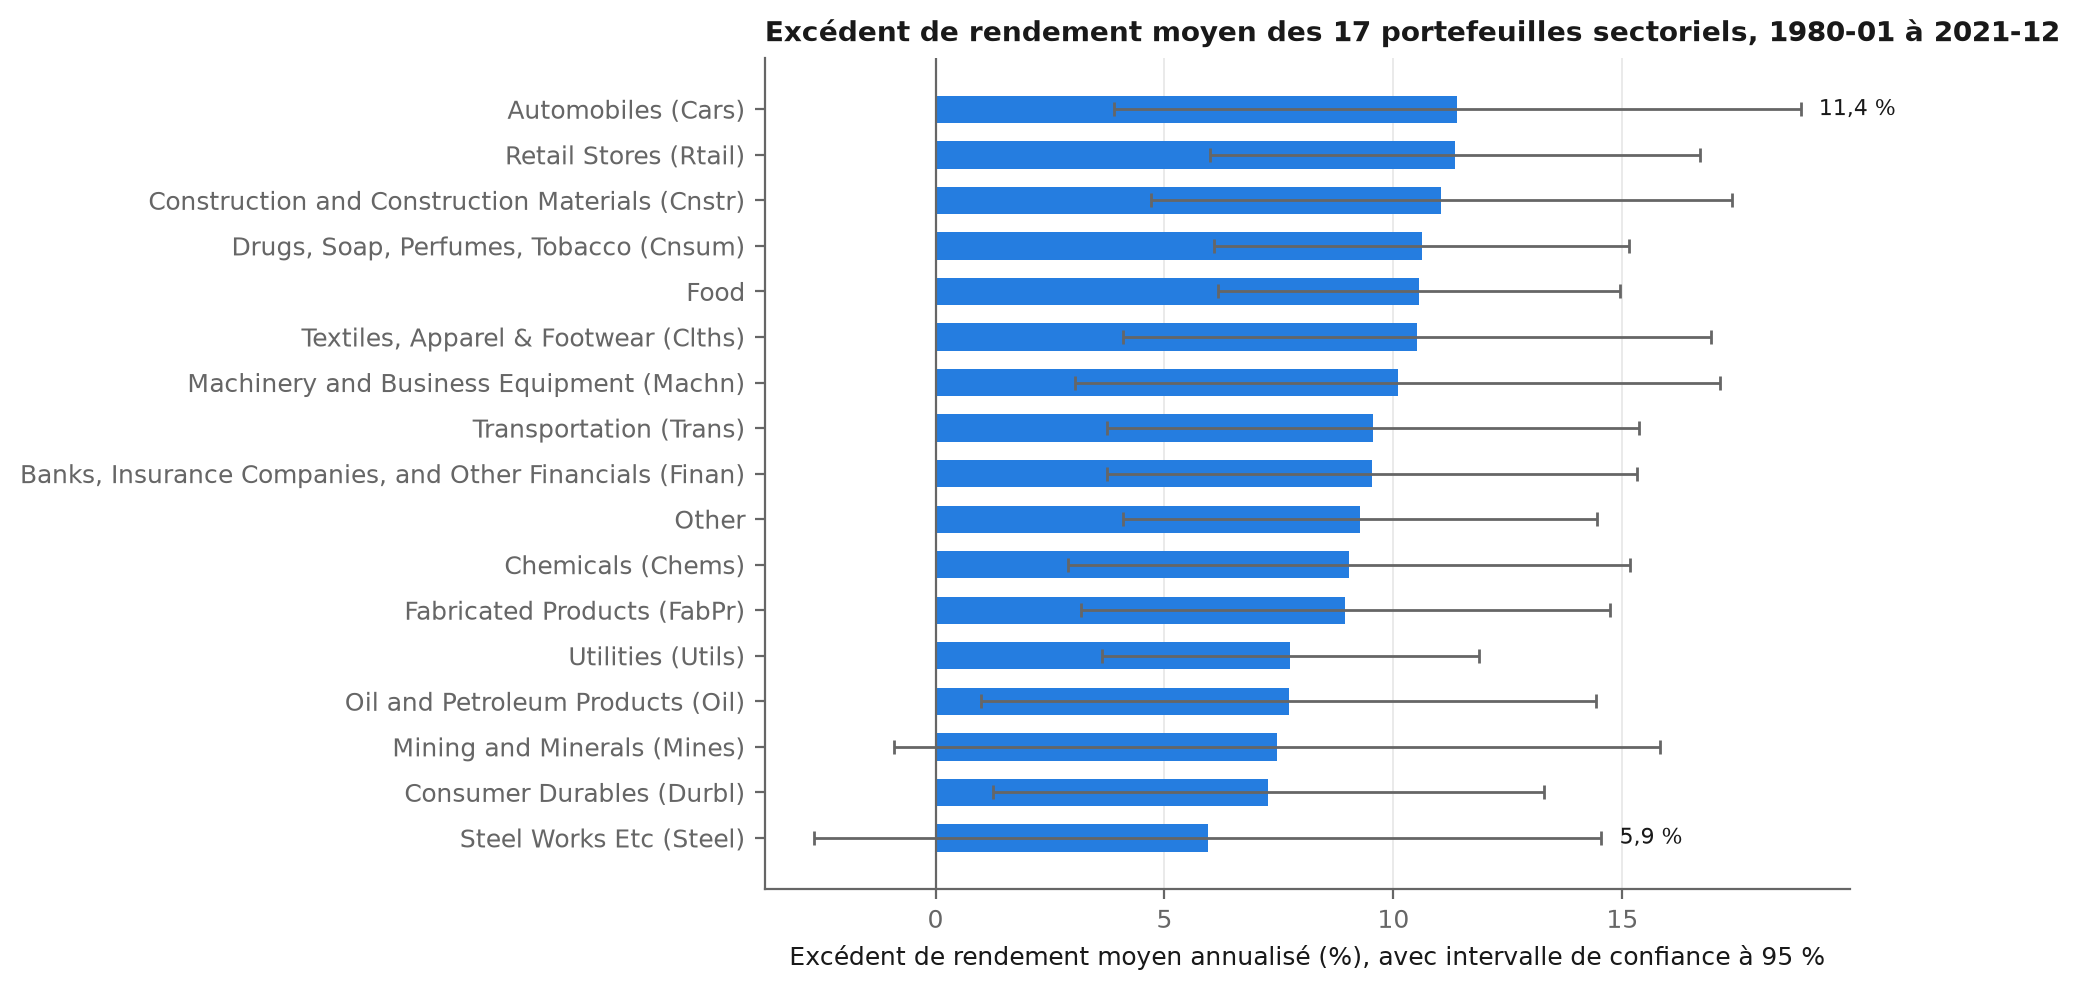 Excédent de rendement moyen des 17 portefeuilles sectoriels, 1980-01 à 2021-12
Automobiles (Cars)
11,4 %
Retail Stores (Rtail)
Construction and Construction Materials (Cnstr)
Drugs, Soap, Perfumes, Tobacco (Cnsum)
Food
Textiles, Apparel & Footwear (Clths)
Machinery and Business Equipment (Machn)
Transportation (Trans)
Banks, Insurance Companies, and Other Financials (Finan)
Other
Chemicals (Chems)
Fabricated Products (FabPr)
Utilities (Utils)
Oil and Petroleum Products (Oil)
Mining and Minerals (Mines)
Consumer Durables (Durbl)
Steel Works Etc (Steel)
5,9 %
0 5 10 15
Excédent de rendement moyen annualisé (%), avec intervalle de confiance à 95 %